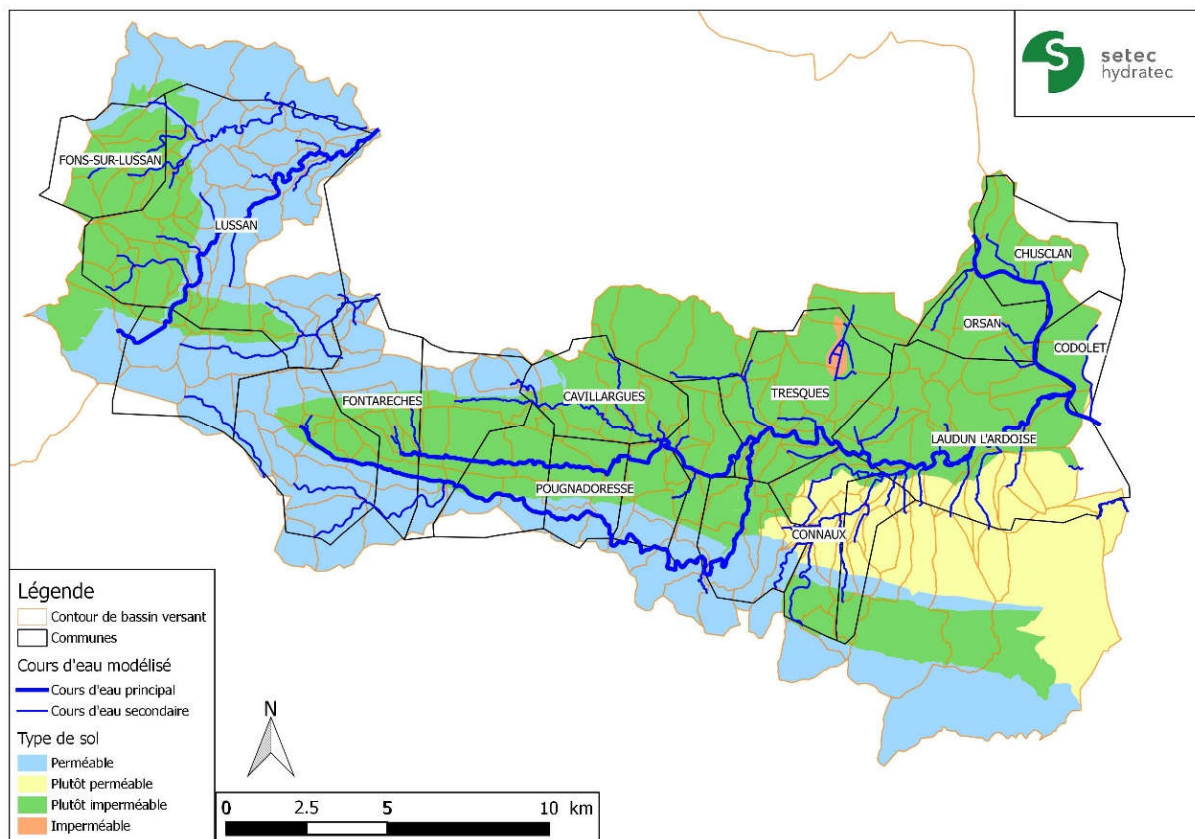 setec
hydratec
FONS-SUR-LUSSAN
LUSSAN
CHUSCLAN
ORSAN
CODOLET
FONTARECHES
CAVILLARGUES
TRESQUES
LAUDUN L'ARDOISE
POUGNADORESSE
CONNAUX
Légende
Contour de bassin versant
Communes
Cours d'eau modélisé
Cours d'eau principal
Cours d'eau secondaire
Type de sol
Perméable
Plutôt perméable
Plutôt imperméable
Imperméable
N
0 2.5 5 10 km